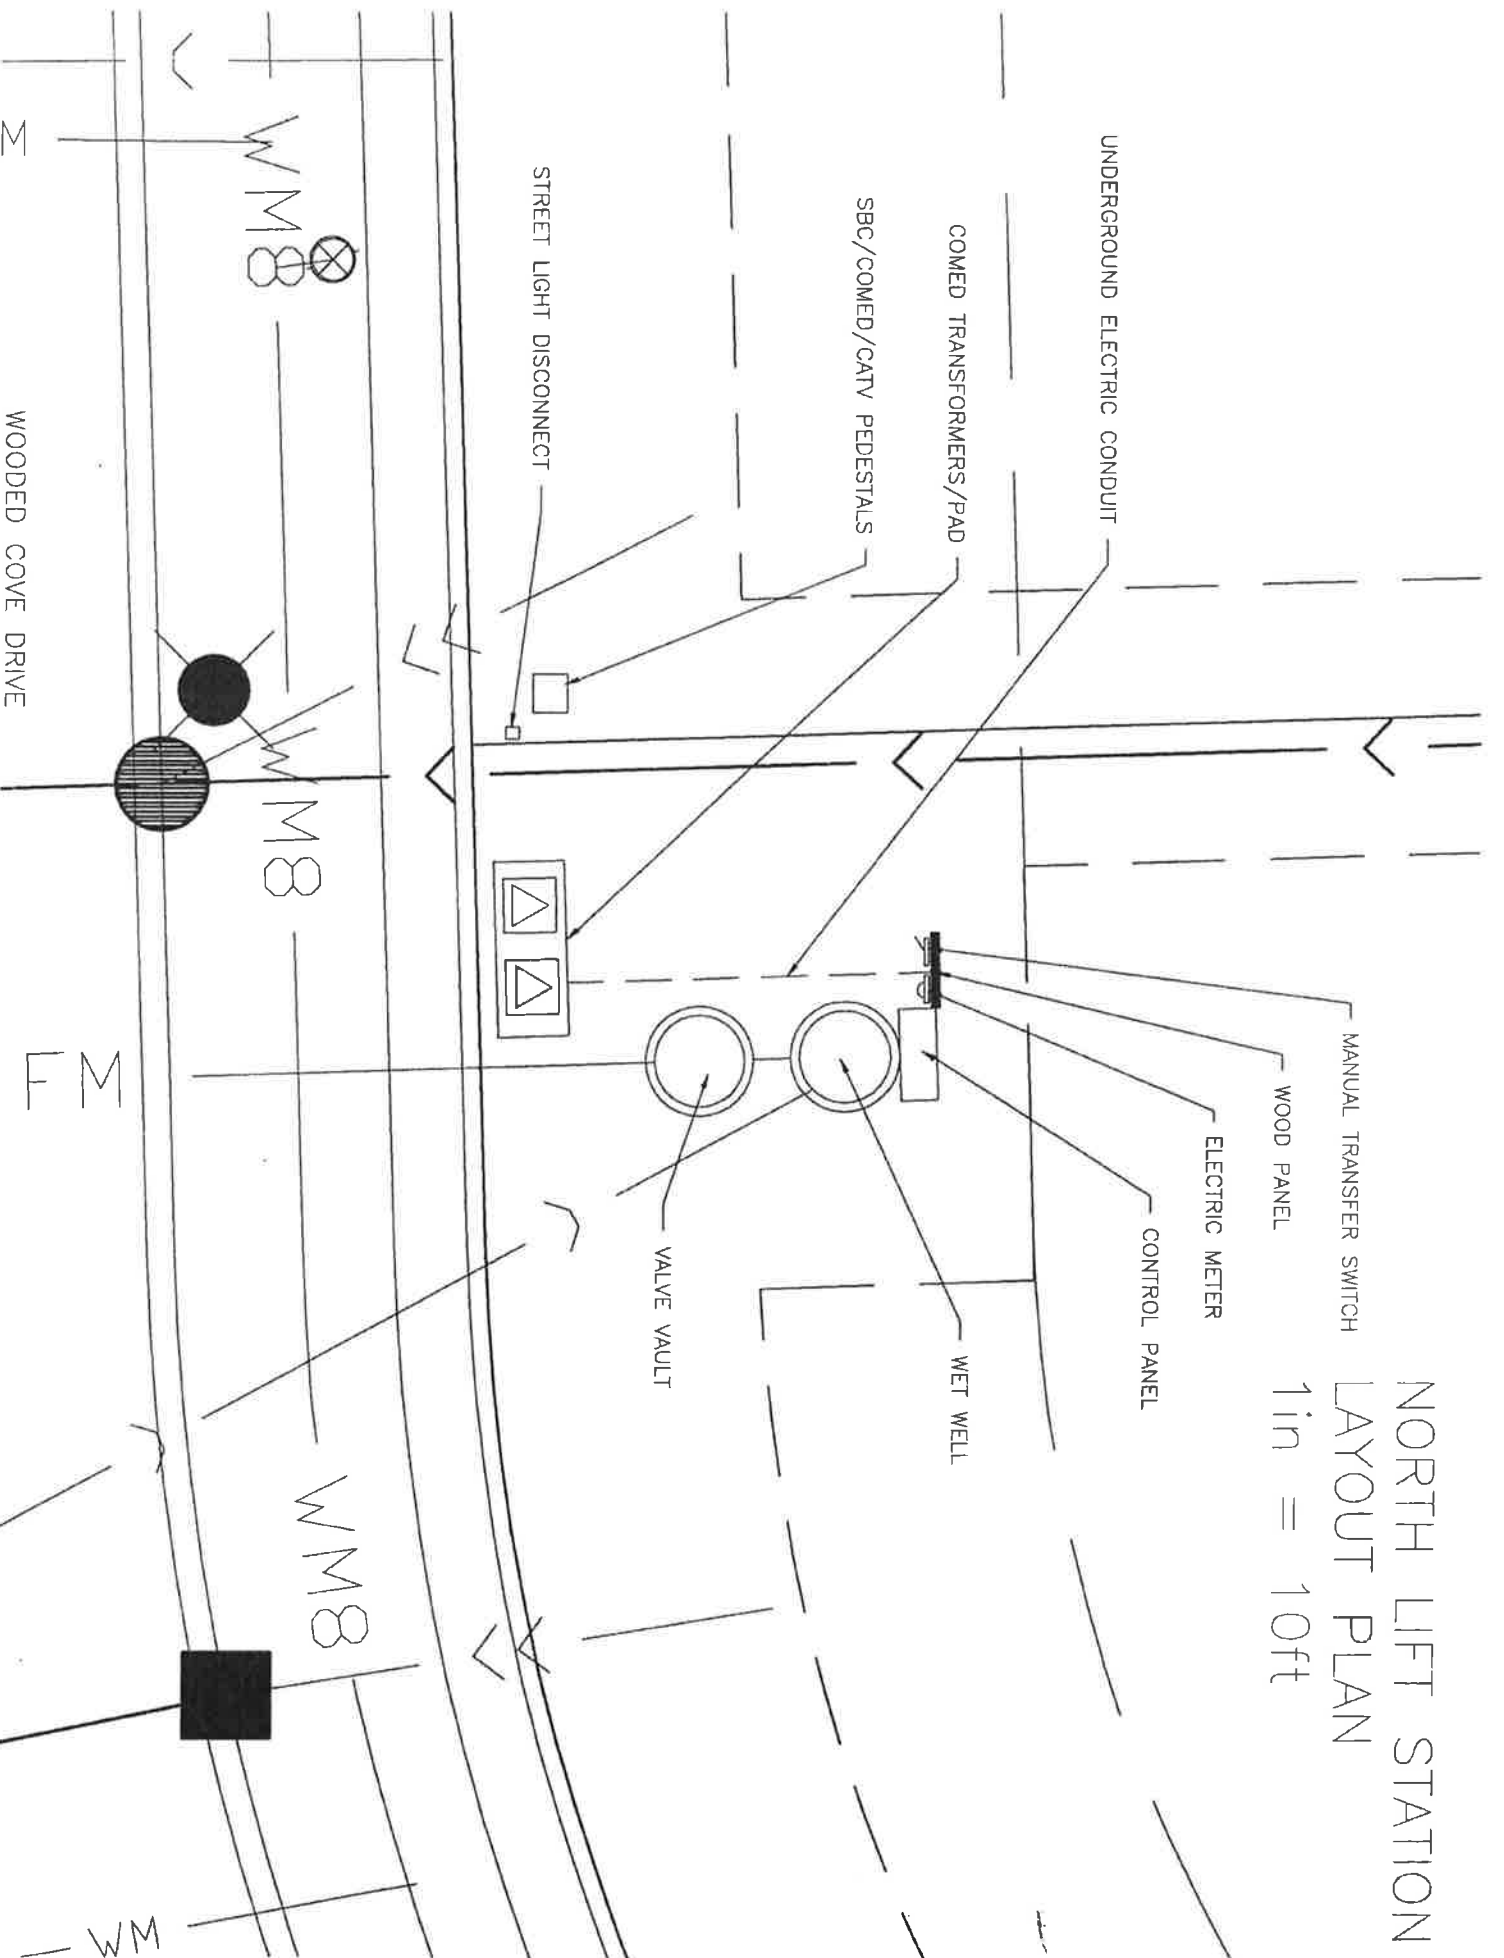 NORTH LIFT STATION
LAYOUT PLAN
1in = 10ft
MANUAL TRANSFER SWITCH
WOOD PANEL
ELECTRIC METER
CONTROL PANEL
WET WELL
VALVE VAULT
UNDERGROUND ELECTRIC CONDUIT
COMED TRANSFORMERS/PAD
SBC/COMED/CATV PEDESTALS
STREET LIGHT DISCONNECT
WM8
WM8
WM8
FM
WM
M
WOODED COVE DRIVE